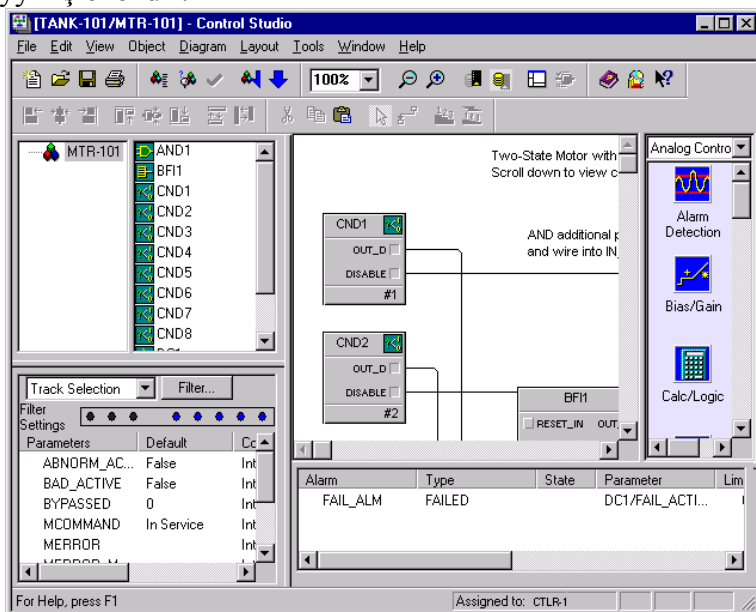 [TANK-101/MTR-101] - Control Studio
File Edit View Object Diagram Layout Tools Window Help
100%
MTR-101
AND1
BFI1
CND1
CND2
CND3
CND4
CND5
CND6
CND7
CND8
Two-State Motor with
Scroll down to view c
CND1
OUT_D
DISABLE
#1
AND additional p
and wire into IN_
CND2
OUT_D
DISABLE
#2
BFI1
RESET_IN OUT_
Analog Contro
Alarm
Detection
Bias/Gain
Calc/Logic
Track Selection Filter...
Filter
Settings
Parameters Default Co
ABNORM_AC... False Int
BAD_ACTIVE False Int
BYPASSED 0 Int
MCOMMAND In Service Int
MERROR Int
Alarm Type State Parameter Lim
FAIL_ALM FAILED DC1/FAIL_ACTI...
For Help, press F1 Assigned to: CTLR-1